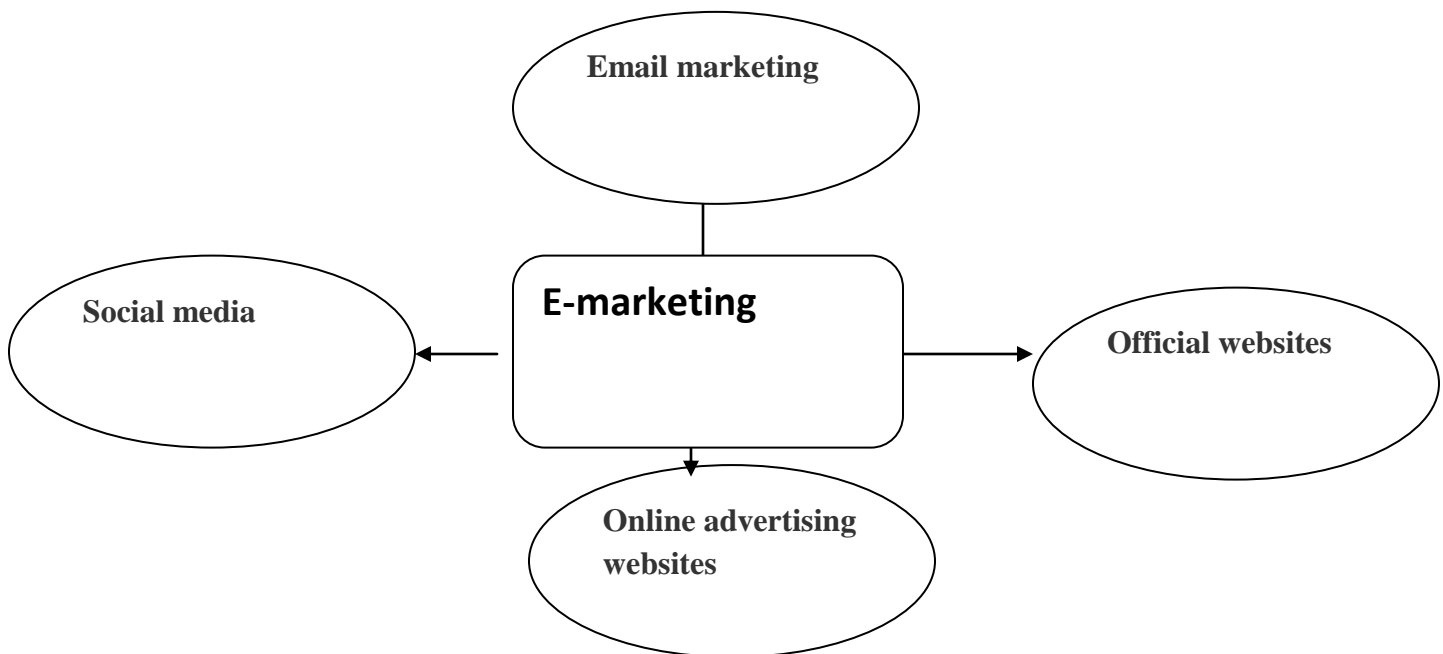 Email marketing
Social media
E-marketing
Official websites
Online advertising
websites